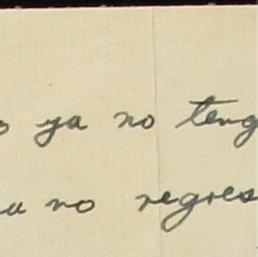 o ya no teng
a no regres